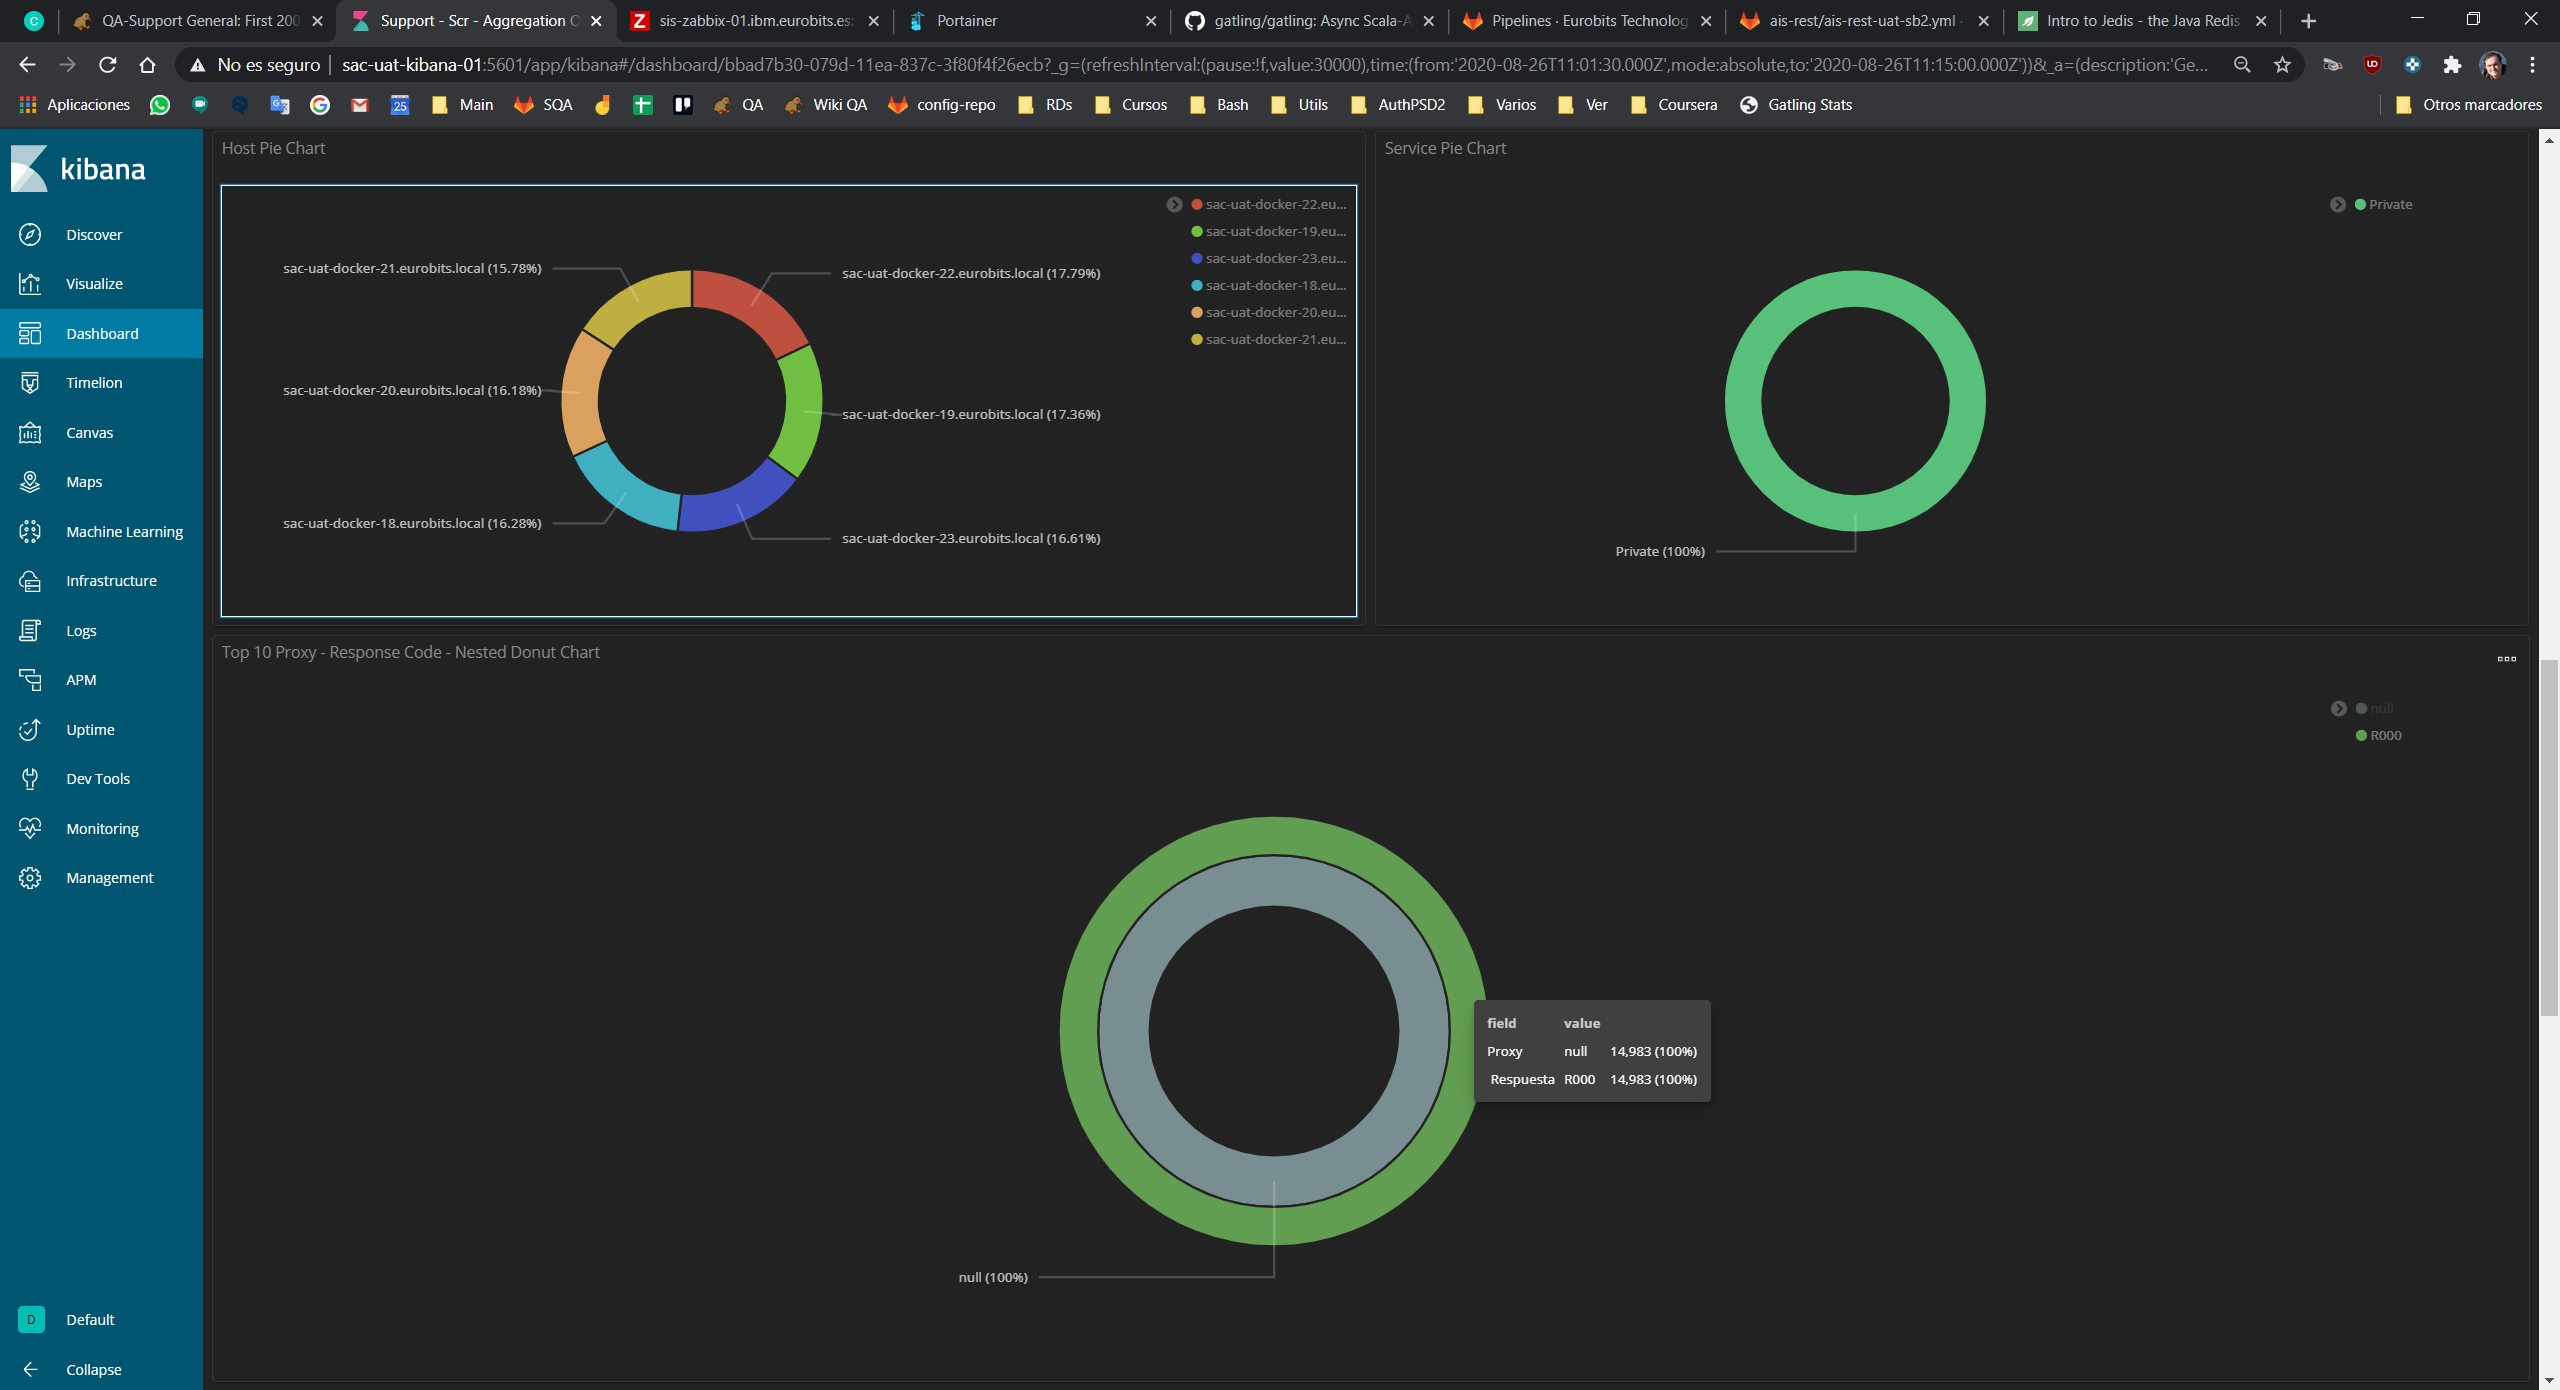 QA-Support General: First 200
Support - Scr - Aggregation
sis-zabbix-01.ibm.eurobits.es
Portainer
gatling/gatling: Async Scala-A
Pipelines · Eurobits Technolog
ais-rest/ais-rest-uat-sb2.yml
Intro to Jedis - the Java Redis
No es seguro
sac-uat-kibana-01:5601/app/kibana#/dashboard/bbad7b30-079d-11ea-837c-3f80f4f26ecb?_g=(refreshInterval:(pause:!f,value:30000),time:(from:'2020-08-26T11:01:30.000Z',mode:absolute,to:'2020-08-26T11:15:00.000Z'))&_a=(description:'Ge...
Aplicaciones
25
Main
SQA
QA
Wiki QA
config-repo
RDs
Cursos
Bash
Utils
AuthPSD2
Varios
Ver
Coursera
Gatling Stats
Otros marcadores
kibana
Discover
Visualize
Dashboard
Timelion
Canvas
Maps
Machine Learning
Infrastructure
Logs
APM
Uptime
Dev Tools
Monitoring
Management
D Default
Collapse
Host Pie Chart
sac-uat-docker-22.eu...
sac-uat-docker-19.eu...
sac-uat-docker-23.eu...
sac-uat-docker-18.eu...
sac-uat-docker-20.eu...
sac-uat-docker-21.eu...
sac-uat-docker-21.eurobits.local (15.78%)
sac-uat-docker-22.eurobits.local (17.79%)
sac-uat-docker-20.eurobits.local (16.18%)
sac-uat-docker-19.eurobits.local (17.36%)
sac-uat-docker-18.eurobits.local (16.28%)
sac-uat-docker-23.eurobits.local (16.61%)
Service Pie Chart
Private
Private (100%)
Top 10 Proxy - Response Code - Nested Donut Chart
null
R000
field value
Proxy null 14,983 (100%)
Respuesta R000 14,983 (100%)
null (100%)